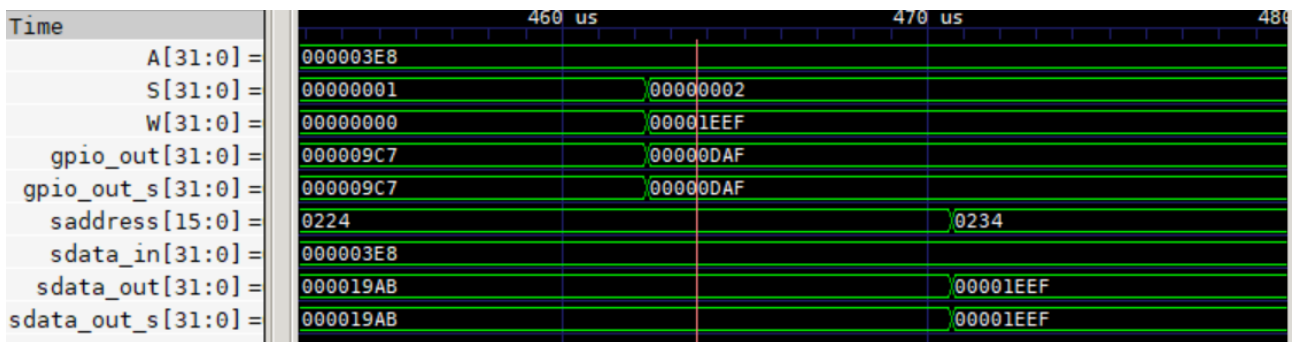 Time 460 us 470 us 480
A[31:0] = 000003E8
S[31:0] = 00000001 00000002
W[31:0] = 00000000 00001EEF
gpio_out[31:0] = 000009C7 00000DAF
gpio_out_s[31:0] = 000009C7 00000DAF
saddress[15:0] = 0224 0234
sdata_in[31:0] = 000003E8
sdata_out[31:0] = 000019AB 00001EEF
sdata_out_s[31:0] = 000019AB 00001EEF